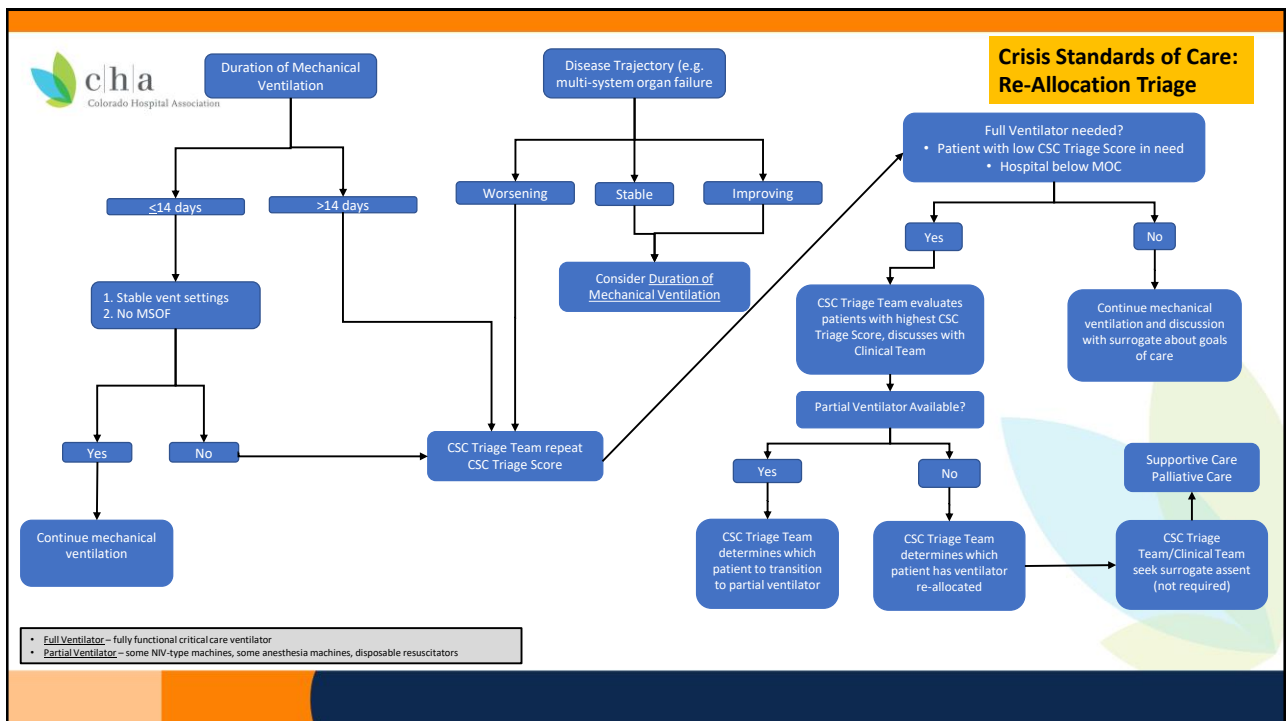 c|h|a
Colorado Hospital Association
Crisis Standards of Care:
Re-Allocation Triage
Duration of Mechanical
Ventilation
≤14 days
>14 days
1. Stable vent settings
2. No MSOF
Yes
No
Continue mechanical
ventilation
Disease Trajectory (e.g.
multi-system organ failure
Worsening
Stable
Improving
Consider Duration of
Mechanical Ventilation
CSC Triage Team repeat
CSC Triage Score
Full Ventilator needed?
• Patient with low CSC Triage Score in need
• Hospital below MOC
Yes
No
CSC Triage Team evaluates
patients with highest CSC
Triage Score, discusses with
Clinical Team
Continue mechanical
ventilation and discussion
with surrogate about goals
of care
Partial Ventilator Available?
Yes
No
CSC Triage Team
determines which
patient to transition
to partial ventilator
CSC Triage Team
determines which
patient has ventilator
re-allocated
CSC Triage
Team/Clinical Team
seek surrogate assent
(not required)
Supportive Care
Palliative Care
• Full Ventilator – fully functional critical care ventilator
• Partial Ventilator – some NIV-type machines, some anesthesia machines, disposable resuscitators